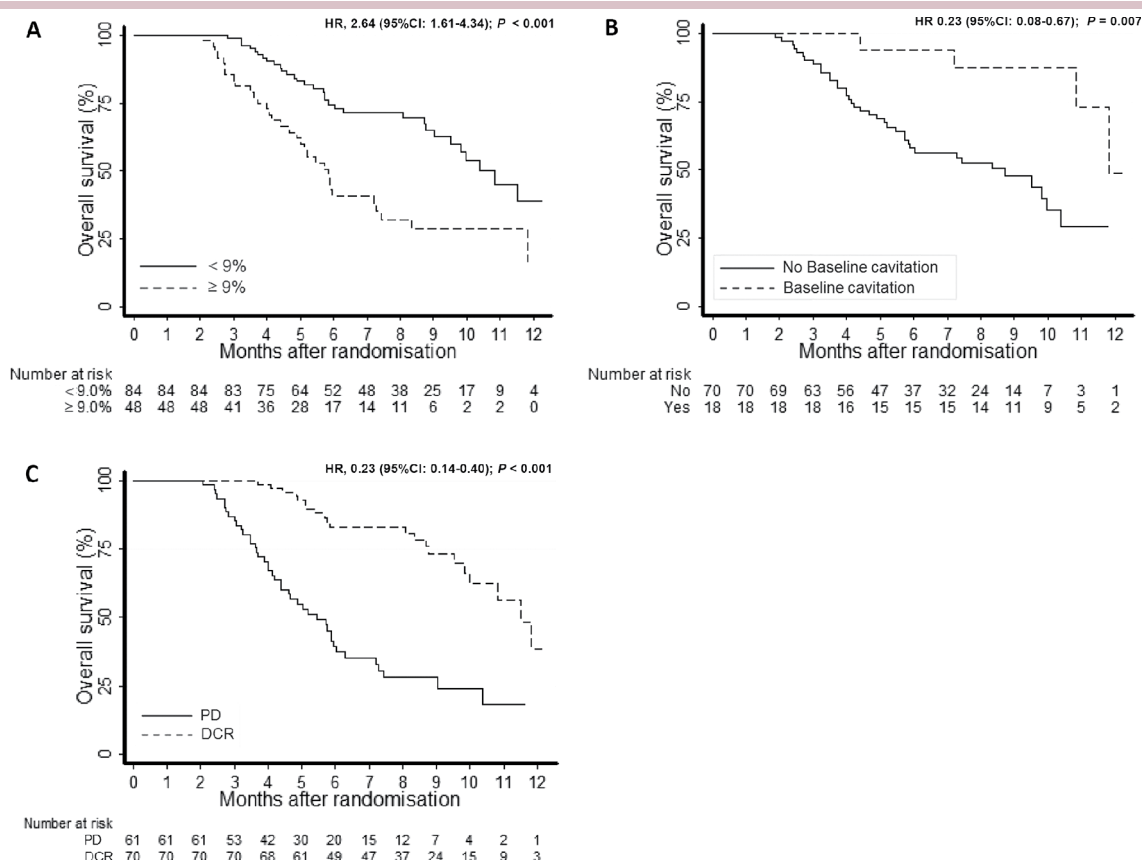 A
HR, 2.64 (95%CI: 1.61-4.34); P < 0.001
Overall survival (%)
100
75
50
25
0
< 9%
≥ 9%
0 1 2 3 4 5 6 7 8 9 10 11 12
Months after randomisation
Number at risk
< 9.0% 84 84 84 83 75 64 52 48 38 25 17 9 4
≥ 9.0% 48 48 48 41 36 28 17 14 11 6 2 2 0
B
HR 0.23 (95%CI: 0.08-0.67); P = 0.007
Overall survival (%)
100
75
50
25
0
No Baseline cavitation
Baseline cavitation
0 1 2 3 4 5 6 7 8 9 10 11 12
Months after randomisation
Number at risk
No 70 70 69 63 56 47 37 32 24 14 7 3 1
Yes 18 18 18 18 16 15 15 15 14 11 9 5 2
C
HR, 0.23 (95%CI: 0.14-0.40); P < 0.001
Overall survival (%)
100
75
50
25
0
PD
DCR
0 1 2 3 4 5 6 7 8 9 10 11 12
Months after randomisation
Number at risk
PD 61 61 61 53 42 30 20 15 12 7 4 2 1
DCR 70 70 70 70 68 61 49 47 37 24 15 9 3